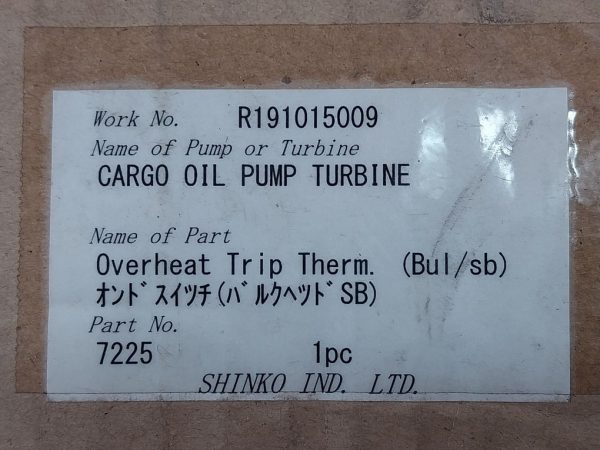 Work No. R191015009
Name of Pump or Turbine
CARGO OIL PUMP TURBINE
Name of Part
Overheat Trip Therm. (Bul/sb)
ｵﾝﾄﾞｽｲﾂﾁ(ﾊﾞﾙｸﾍﾂﾄﾞSB)
Part No.
7225 1pc
SHINKO IND. LTD.